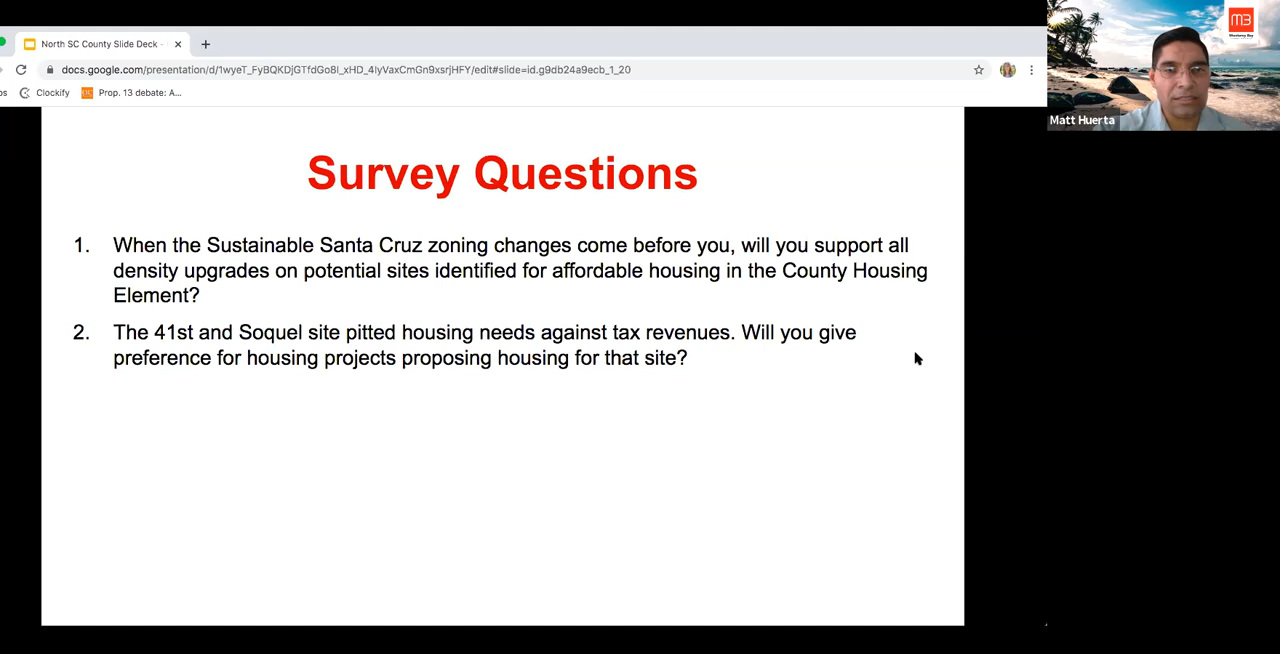 North SC County Slide Deck -
docs.google.com/presentation/d/1wyeT_FyBQKDjGTfdGo8I_xHD_4IyVaxCmGn9xsrjHFY/edit#slide=id.g9db24a9ecb_1_20
Clockify
Prop. 13 debate: A...
Matt Huerta
Survey Questions
1. When the Sustainable Santa Cruz zoning changes come before you, will you support all
density upgrades on potential sites identified for affordable housing in the County Housing
Element?
2. The 41st and Soquel site pitted housing needs against tax revenues. Will you give
preference for housing projects proposing housing for that site?